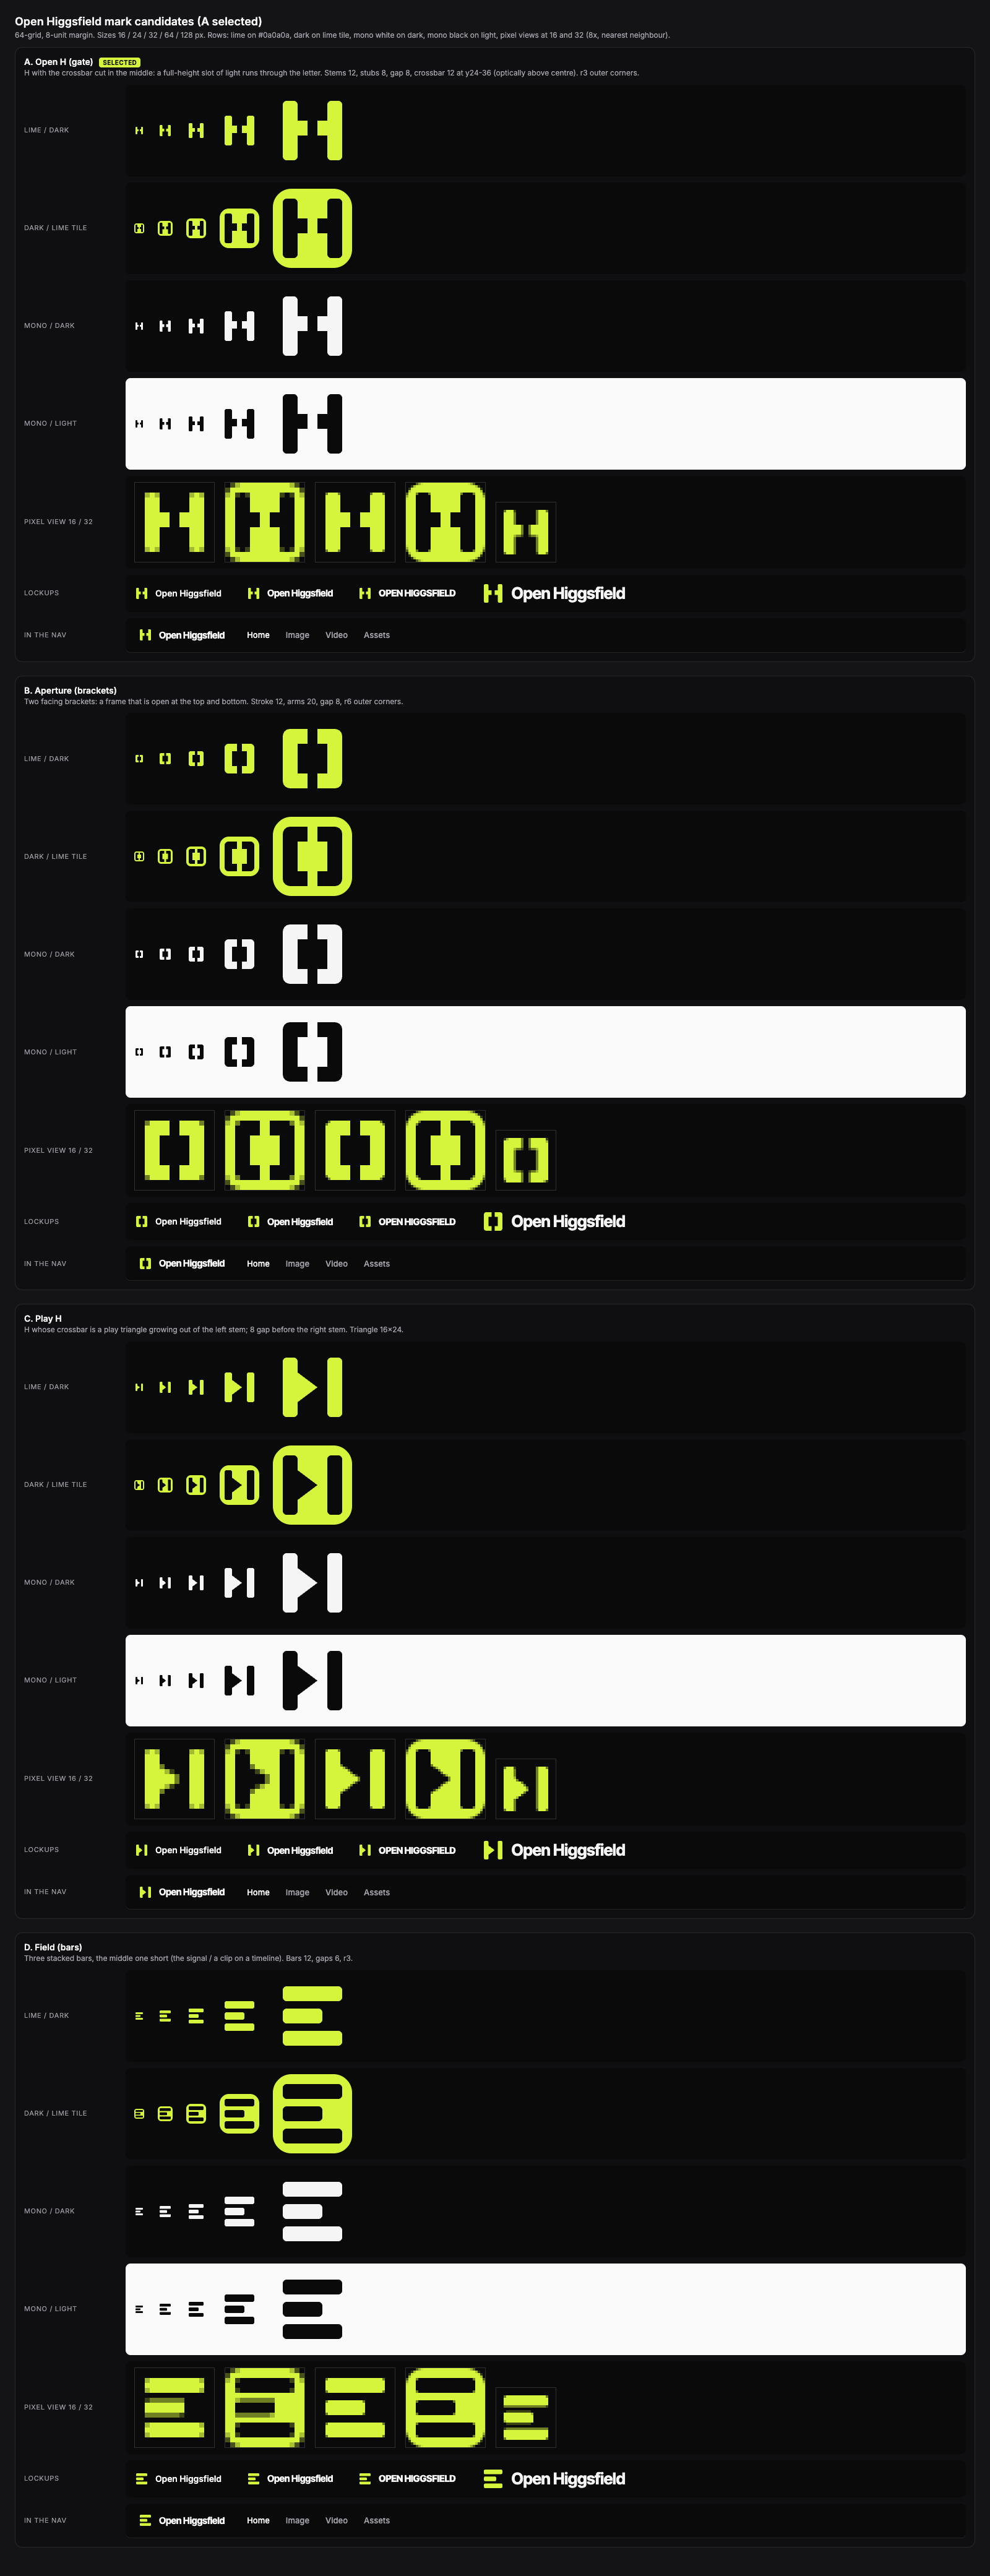 Open Higgsfield mark candidates (A selected)
64-grid, 8-unit margin. Sizes 16 / 24 / 32 / 64 / 128 px. Rows: lime on #0a0a0a, dark on lime tile, mono white on dark, mono black on light, pixel views at 16 and 32 (8x, nearest neighbour).
A. Open H (gate) SELECTED
H with the crossbar cut in the middle: a full-height slot of light runs through the letter. Stems 12, stubs 8, gap 8, crossbar 12 at y24-36 (optically above centre). r3 outer corners.
LIME / DARK
DARK / LIME TILE
MONO / DARK
MONO / LIGHT
PIXEL VIEW 16 / 32
LOCKUPS Open Higgsfield Open Higgsfield OPEN HIGGSFIELD Open Higgsfield
IN THE NAV Open Higgsfield Home Image Video Assets
B. Aperture (brackets)
Two facing brackets: a frame that is open at the top and bottom. Stroke 12, arms 20, gap 8, r6 outer corners.
LIME / DARK
DARK / LIME TILE
MONO / DARK
MONO / LIGHT
PIXEL VIEW 16 / 32
LOCKUPS Open Higgsfield Open Higgsfield OPEN HIGGSFIELD Open Higgsfield
IN THE NAV Open Higgsfield Home Image Video Assets
C. Play H
H whose crossbar is a play triangle growing out of the left stem; 8 gap before the right stem. Triangle 16×24.
LIME / DARK
DARK / LIME TILE
MONO / DARK
MONO / LIGHT
PIXEL VIEW 16 / 32
LOCKUPS Open Higgsfield Open Higgsfield OPEN HIGGSFIELD Open Higgsfield
IN THE NAV Open Higgsfield Home Image Video Assets
D. Field (bars)
Three stacked bars, the middle one short (the signal / a clip on a timeline). Bars 12, gaps 6, r3.
LIME / DARK
DARK / LIME TILE
MONO / DARK
MONO / LIGHT
PIXEL VIEW 16 / 32
LOCKUPS Open Higgsfield Open Higgsfield OPEN HIGGSFIELD Open Higgsfield
IN THE NAV Open Higgsfield Home Image Video Assets